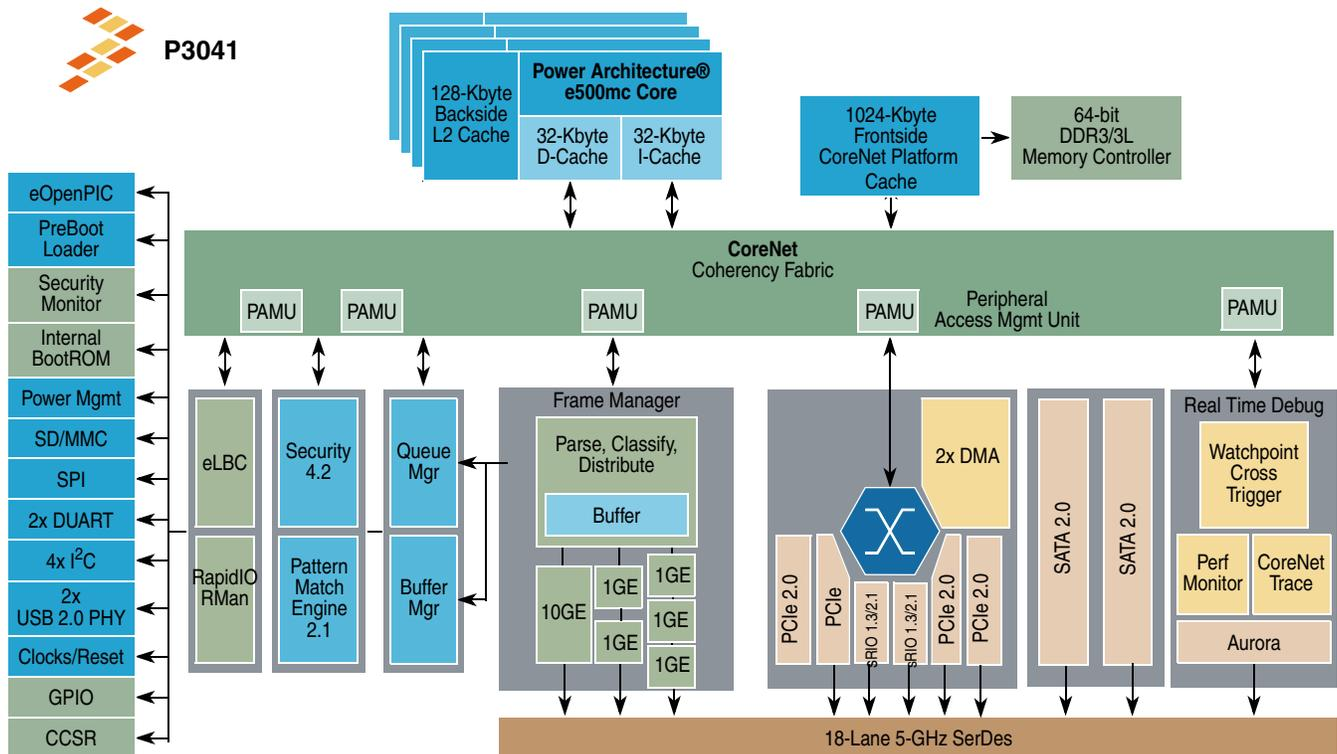 P3041
128-Kbyte
Backside
L2 Cache
Power Architecture®
e500mc Core
32-Kbyte
D-Cache
32-Kbyte
I-Cache
1024-Kbyte
Frontside
CoreNet Platform
Cache
64-bit
DDR3/3L
Memory Controller
eOpenPIC
PreBoot
Loader
Security
Monitor
Internal
BootROM
Power Mgmt
SD/MMC
SPI
2x DUART
4x I²C
2x
USB 2.0 PHY
Clocks/Reset
GPIO
CCSR
CoreNet
Coherency Fabric
PAMU
PAMU
PAMU
PAMU
Peripheral
Access Mgmt Unit
PAMU
eLBC
RapidIO
RMan
Security
4.2
Pattern
Match
Engine
2.1
Queue
Mgr
Buffer
Mgr
Frame Manager
Parse, Classify,
Distribute
Buffer
10GE
1GE
1GE
1GE
1GE
1GE
2x DMA
PCIe 2.0
PCIe
sRIO 1.3/2.1
sRIO 1.3/2.1
PCIe 2.0
PCIe 2.0
SATA 2.0
SATA 2.0
Real Time Debug
Watchpoint
Cross
Trigger
Perf
Monitor
CoreNet
Trace
Aurora
18-Lane 5-GHz SerDes